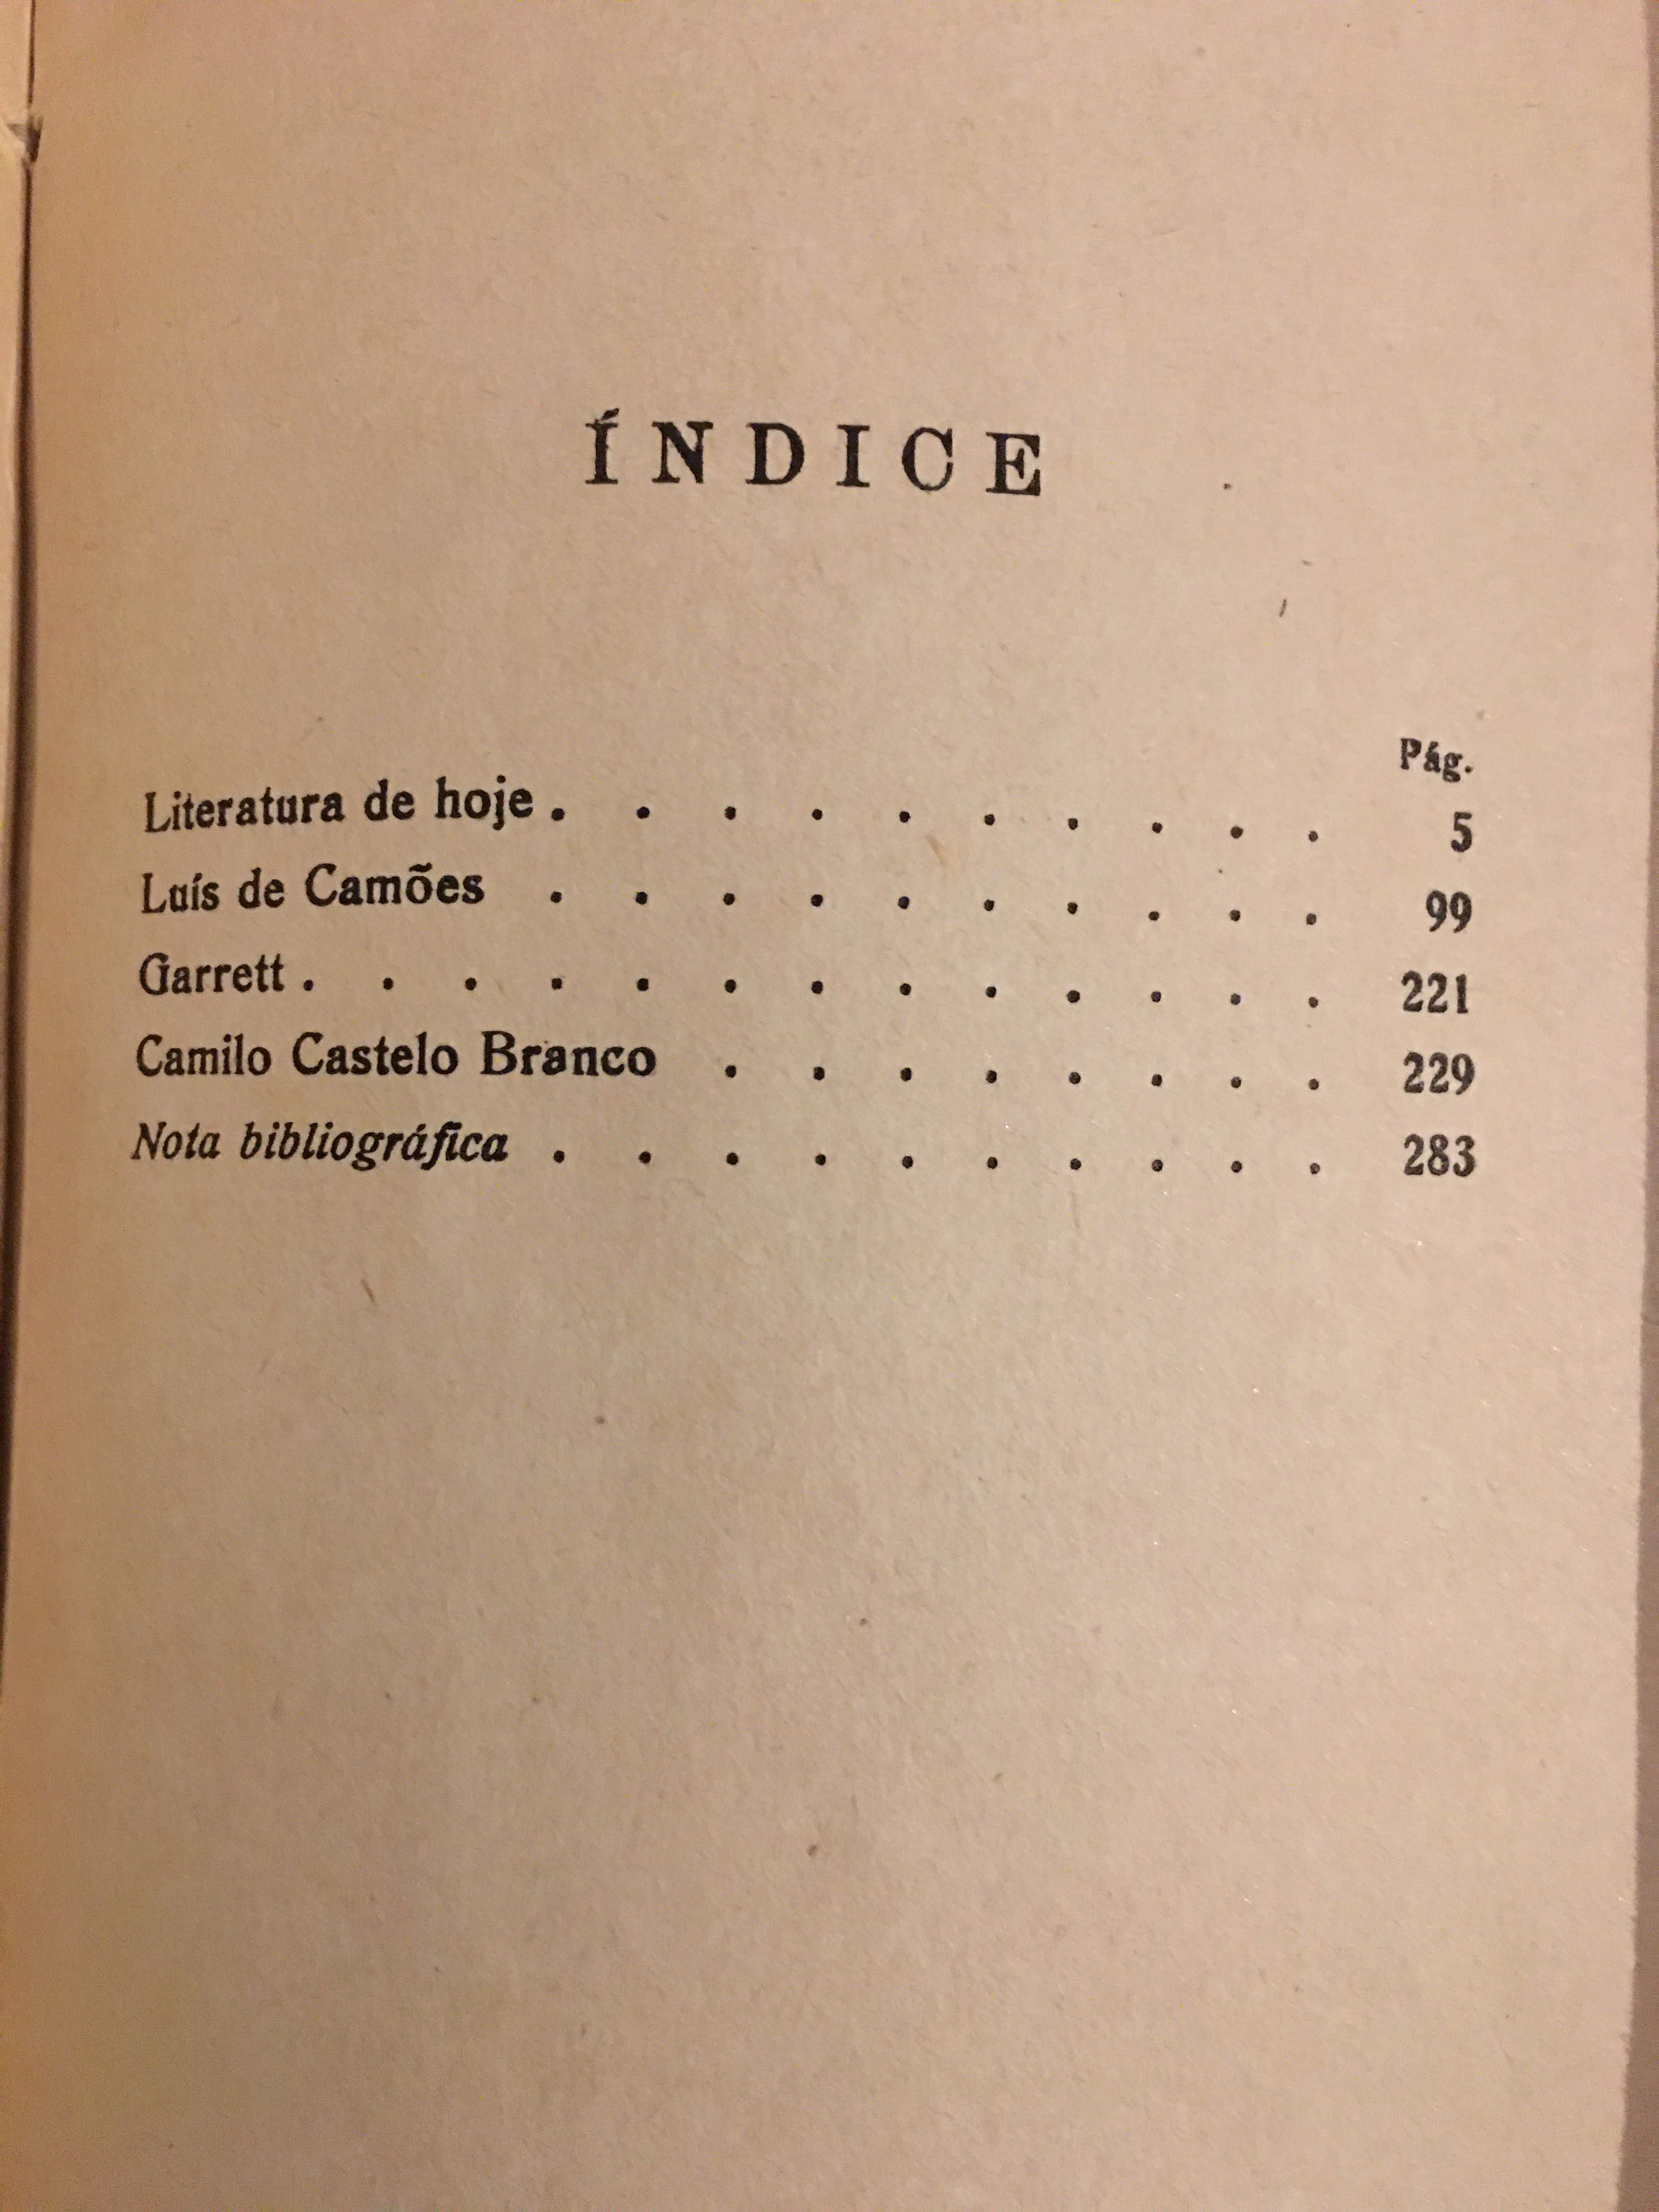 ÍNDICE
Pág.
Literatura de hoje . . . . . . . . . . 5
Luís de Camões . . . . . . . . . . 99
Garrett . . . . . . . . . . . . . 221
Camilo Castelo Branco . . . . . . . . 229
Nota bibliográfica . . . . . . . . . . 283